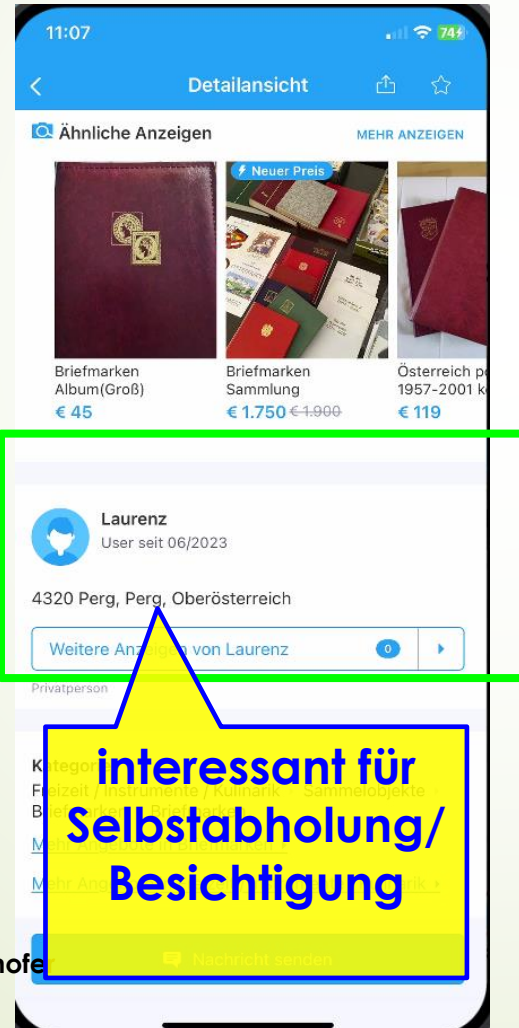 11:07
74
Detailansicht
Ähnliche Anzeigen
MEHR ANZEIGEN
Neuer Preis
Briefmarken
Album(Groß)
€ 45
Briefmarken
Sammlung
€ 1.750 € 1.900
Österreich
1957-2001
€ 119
Laurenz
User seit 06/2023
4320 Perg, Perg, Oberösterreich
Weitere Anzeigen von Laurenz
0
Privatperson
interessant für
Selbstabholung/
Besichtigung
Freizeit / Instrumente / Kulinarik Sammelobjekte
Nachricht senden